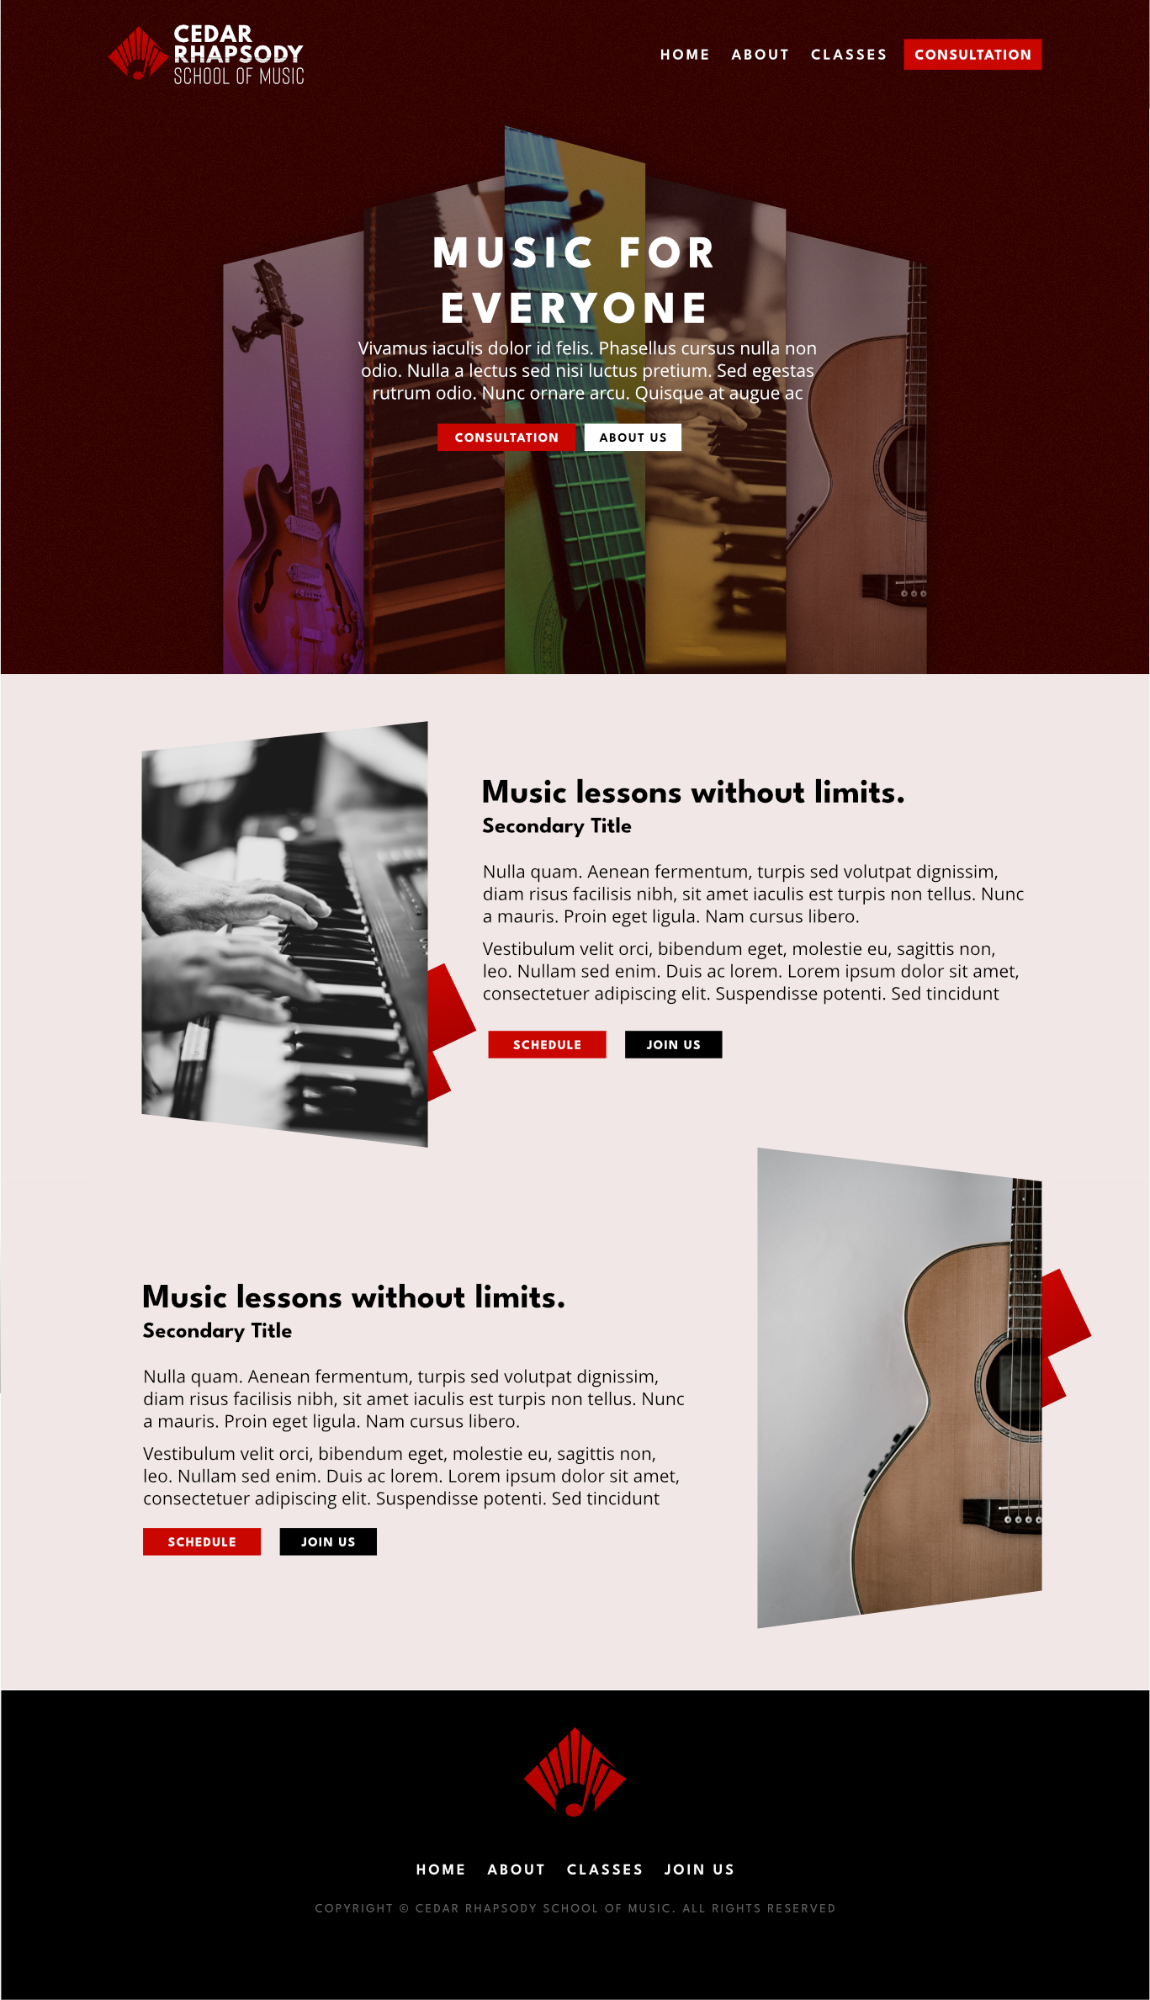 CEDAR
RHAPSODY
SCHOOL OF MUSIC
HOME ABOUT CLASSES CONSULTATION
MUSIC FOR
EVERYONE
Vivamus iaculis dolor id felis. Phasellus cursus nulla non
odio. Nulla a lectus sed nisi luctus pretium. Sed egestas
rutrum odio. Nunc ornare arcu. Quisque at augue ac
CONSULTATION ABOUT US
Music lessons without limits.
Secondary Title
Nulla quam. Aenean fermentum, turpis sed volutpat dignissim,
diam risus facilisis nibh, sit amet iaculis est turpis non tellus. Nunc
a mauris. Proin eget ligula. Nam cursus libero.
Vestibulum velit orci, bibendum eget, molestie eu, sagittis non,
leo. Nullam sed enim. Duis ac lorem. Lorem ipsum dolor sit amet,
consectetuer adipiscing elit. Suspendisse potenti. Sed tincidunt
SCHEDULE JOIN US
Music lessons without limits.
Secondary Title
Nulla quam. Aenean fermentum, turpis sed volutpat dignissim,
diam risus facilisis nibh, sit amet iaculis est turpis non tellus. Nunc
a mauris. Proin eget ligula. Nam cursus libero.
Vestibulum velit orci, bibendum eget, molestie eu, sagittis non,
leo. Nullam sed enim. Duis ac lorem. Lorem ipsum dolor sit amet,
consectetuer adipiscing elit. Suspendisse potenti. Sed tincidunt
SCHEDULE JOIN US
HOME ABOUT CLASSES JOIN US
COPYRIGHT © CEDAR RHAPSODY SCHOOL OF MUSIC. ALL RIGHTS RESERVED